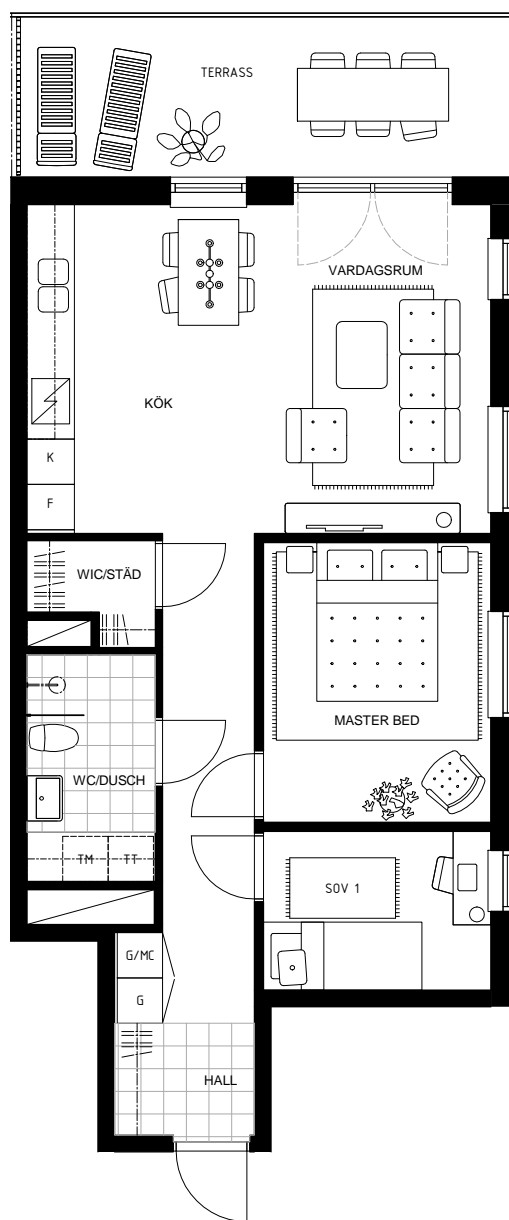 TERRASS
VARDAGSRUM
KÖK
K
F
WIC/STÄD
MASTER BED
WC/DUSCH
TM TT
SOV 1
G/MC
G
HALL